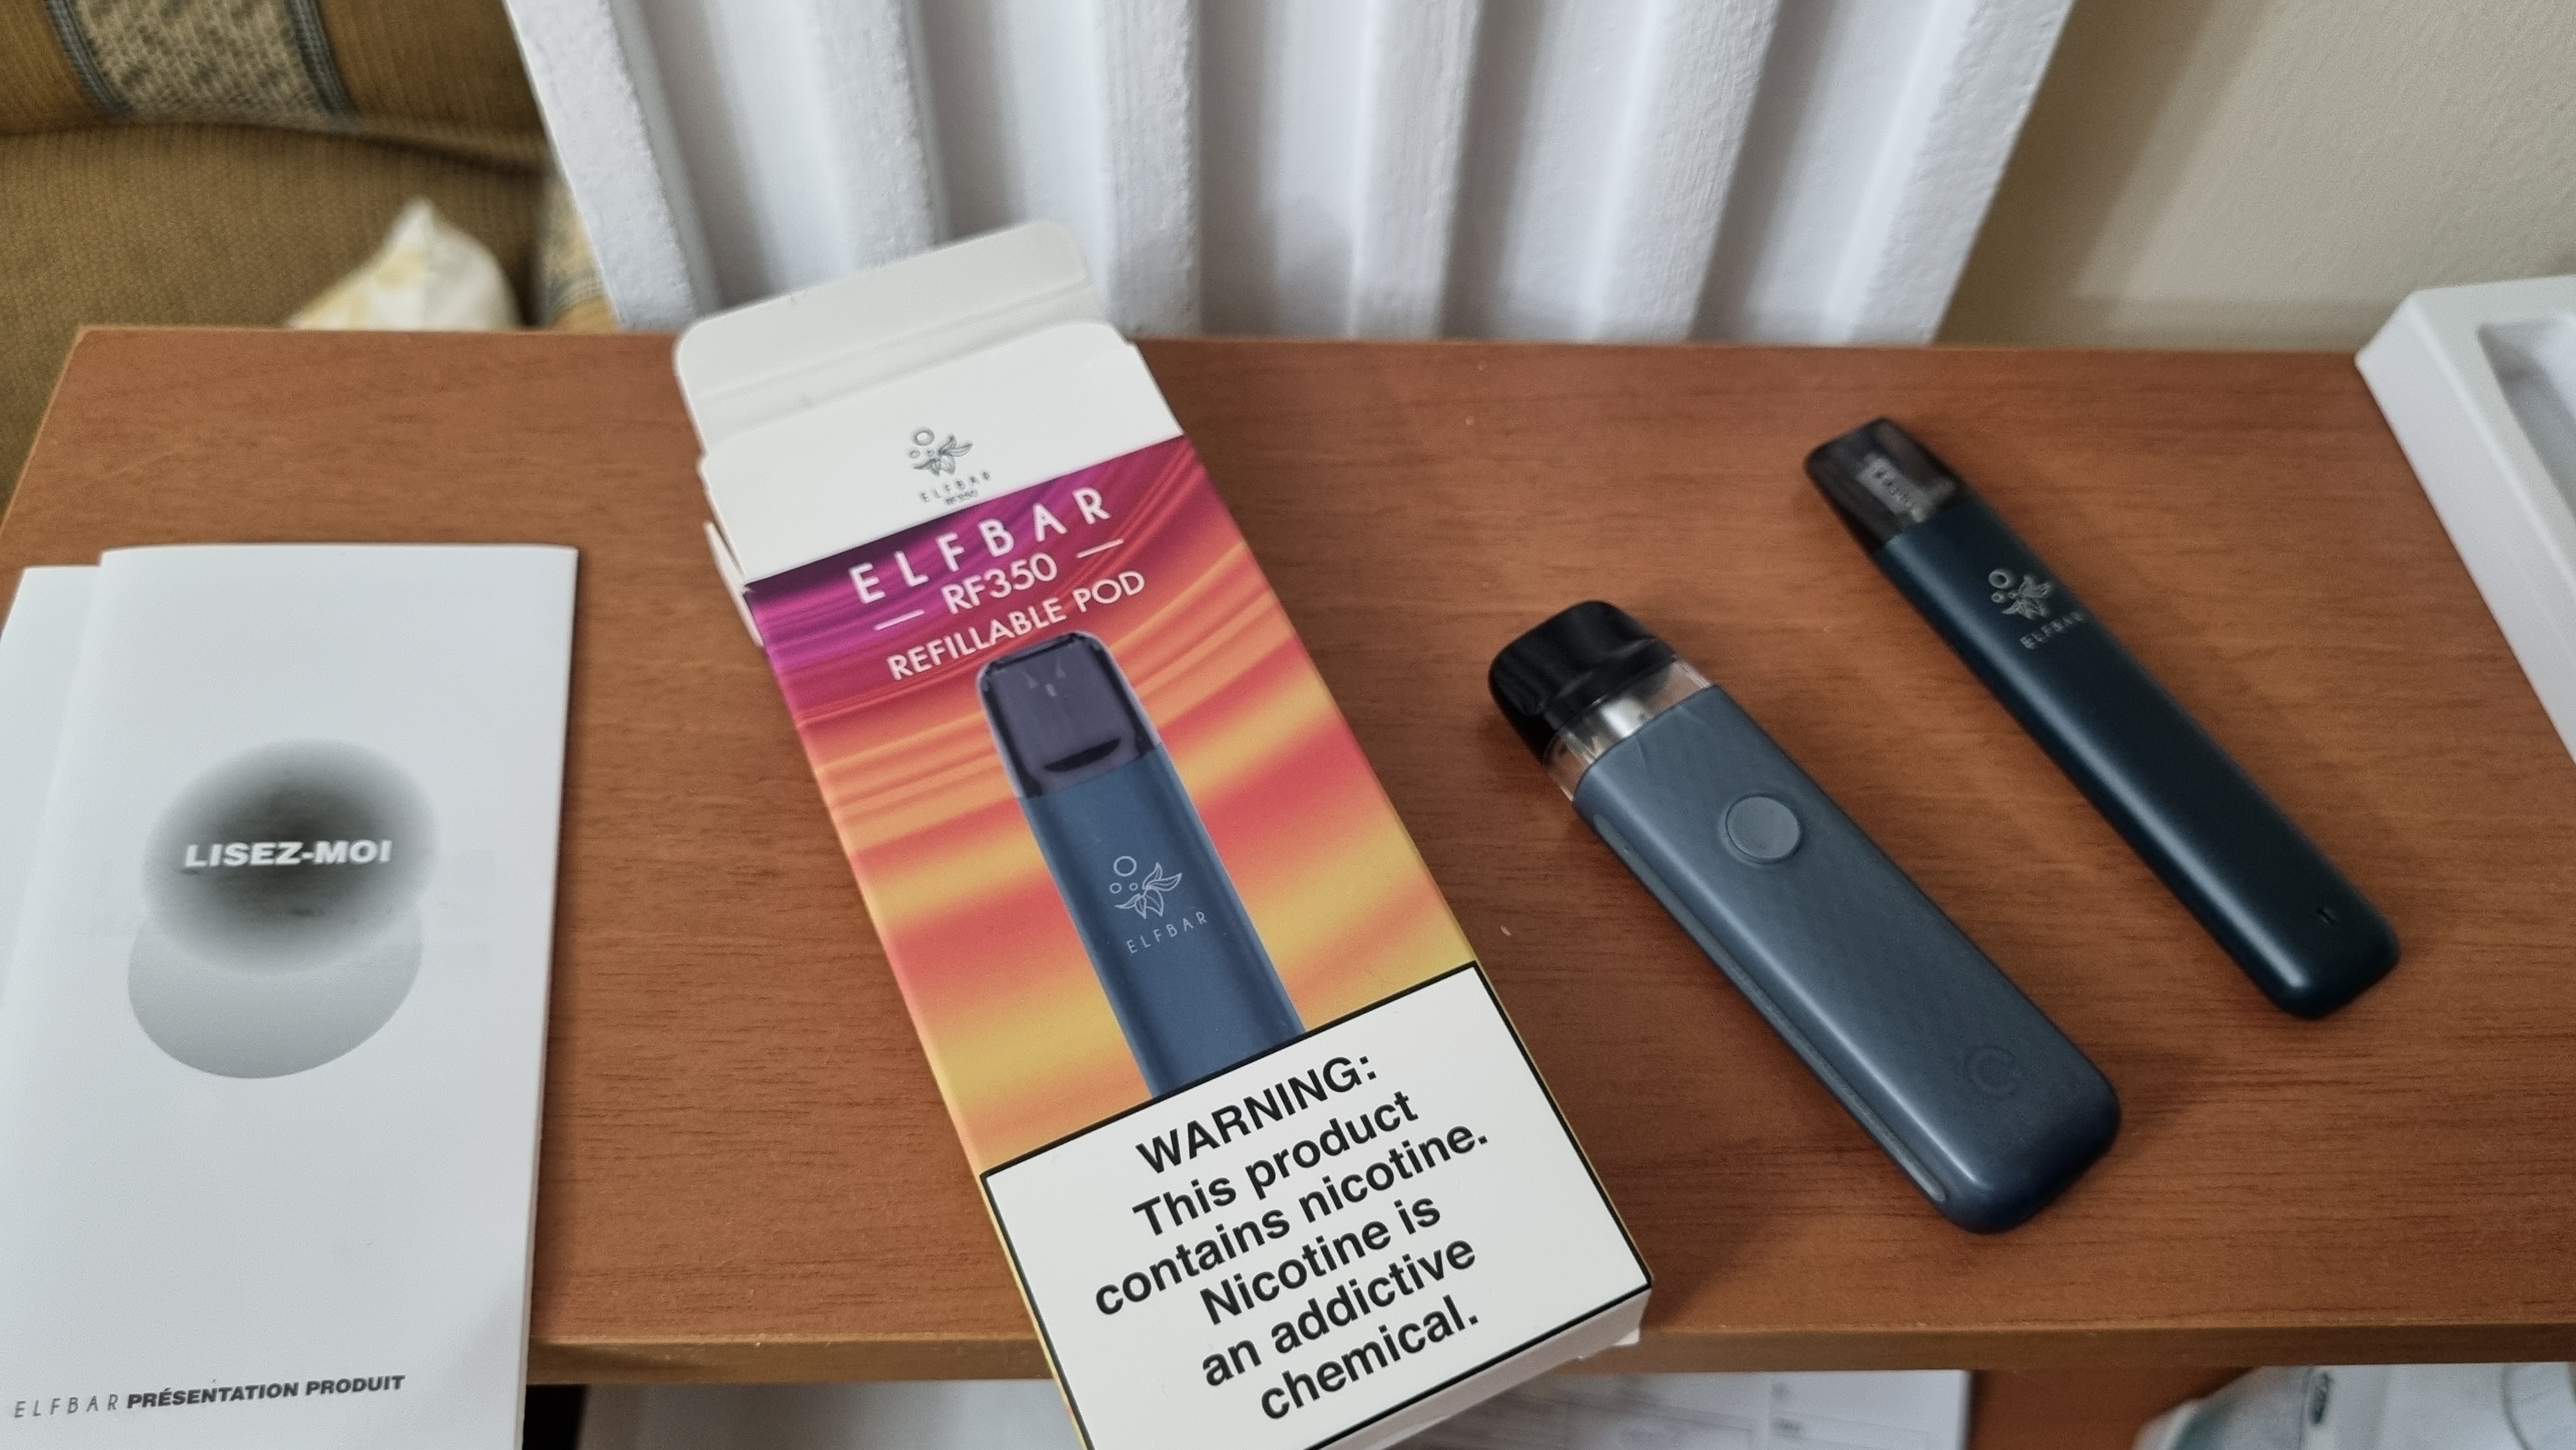 LISEZ-MOI
ELFBAR PRÉSENTATION PRODUIT
ELFBAR
RF350
ELFBAR
RF350
REFILLABLE POD
ELFBAR
WARNING:
This product
contains nicotine.
Nicotine is
an addictive
chemical.
ELFBAR